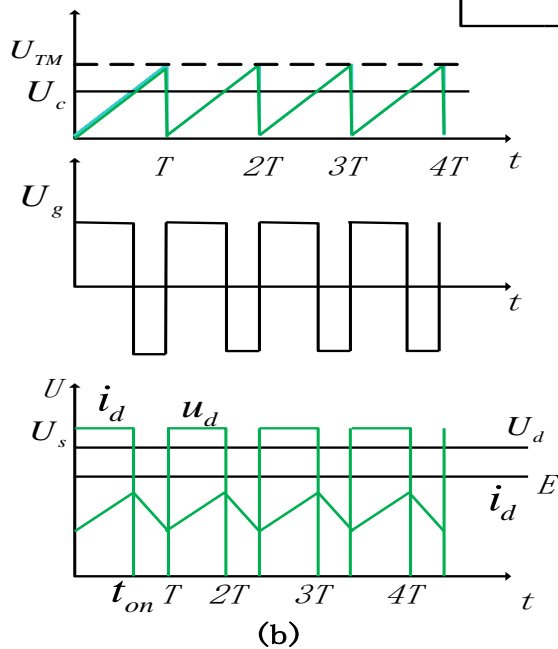 U_TM
U_c
T 2T 3T 4T t
U_g
t
U i_d u_d
U_s U_d
E
i_d
t_on T 2T 3T 4T t
(b)